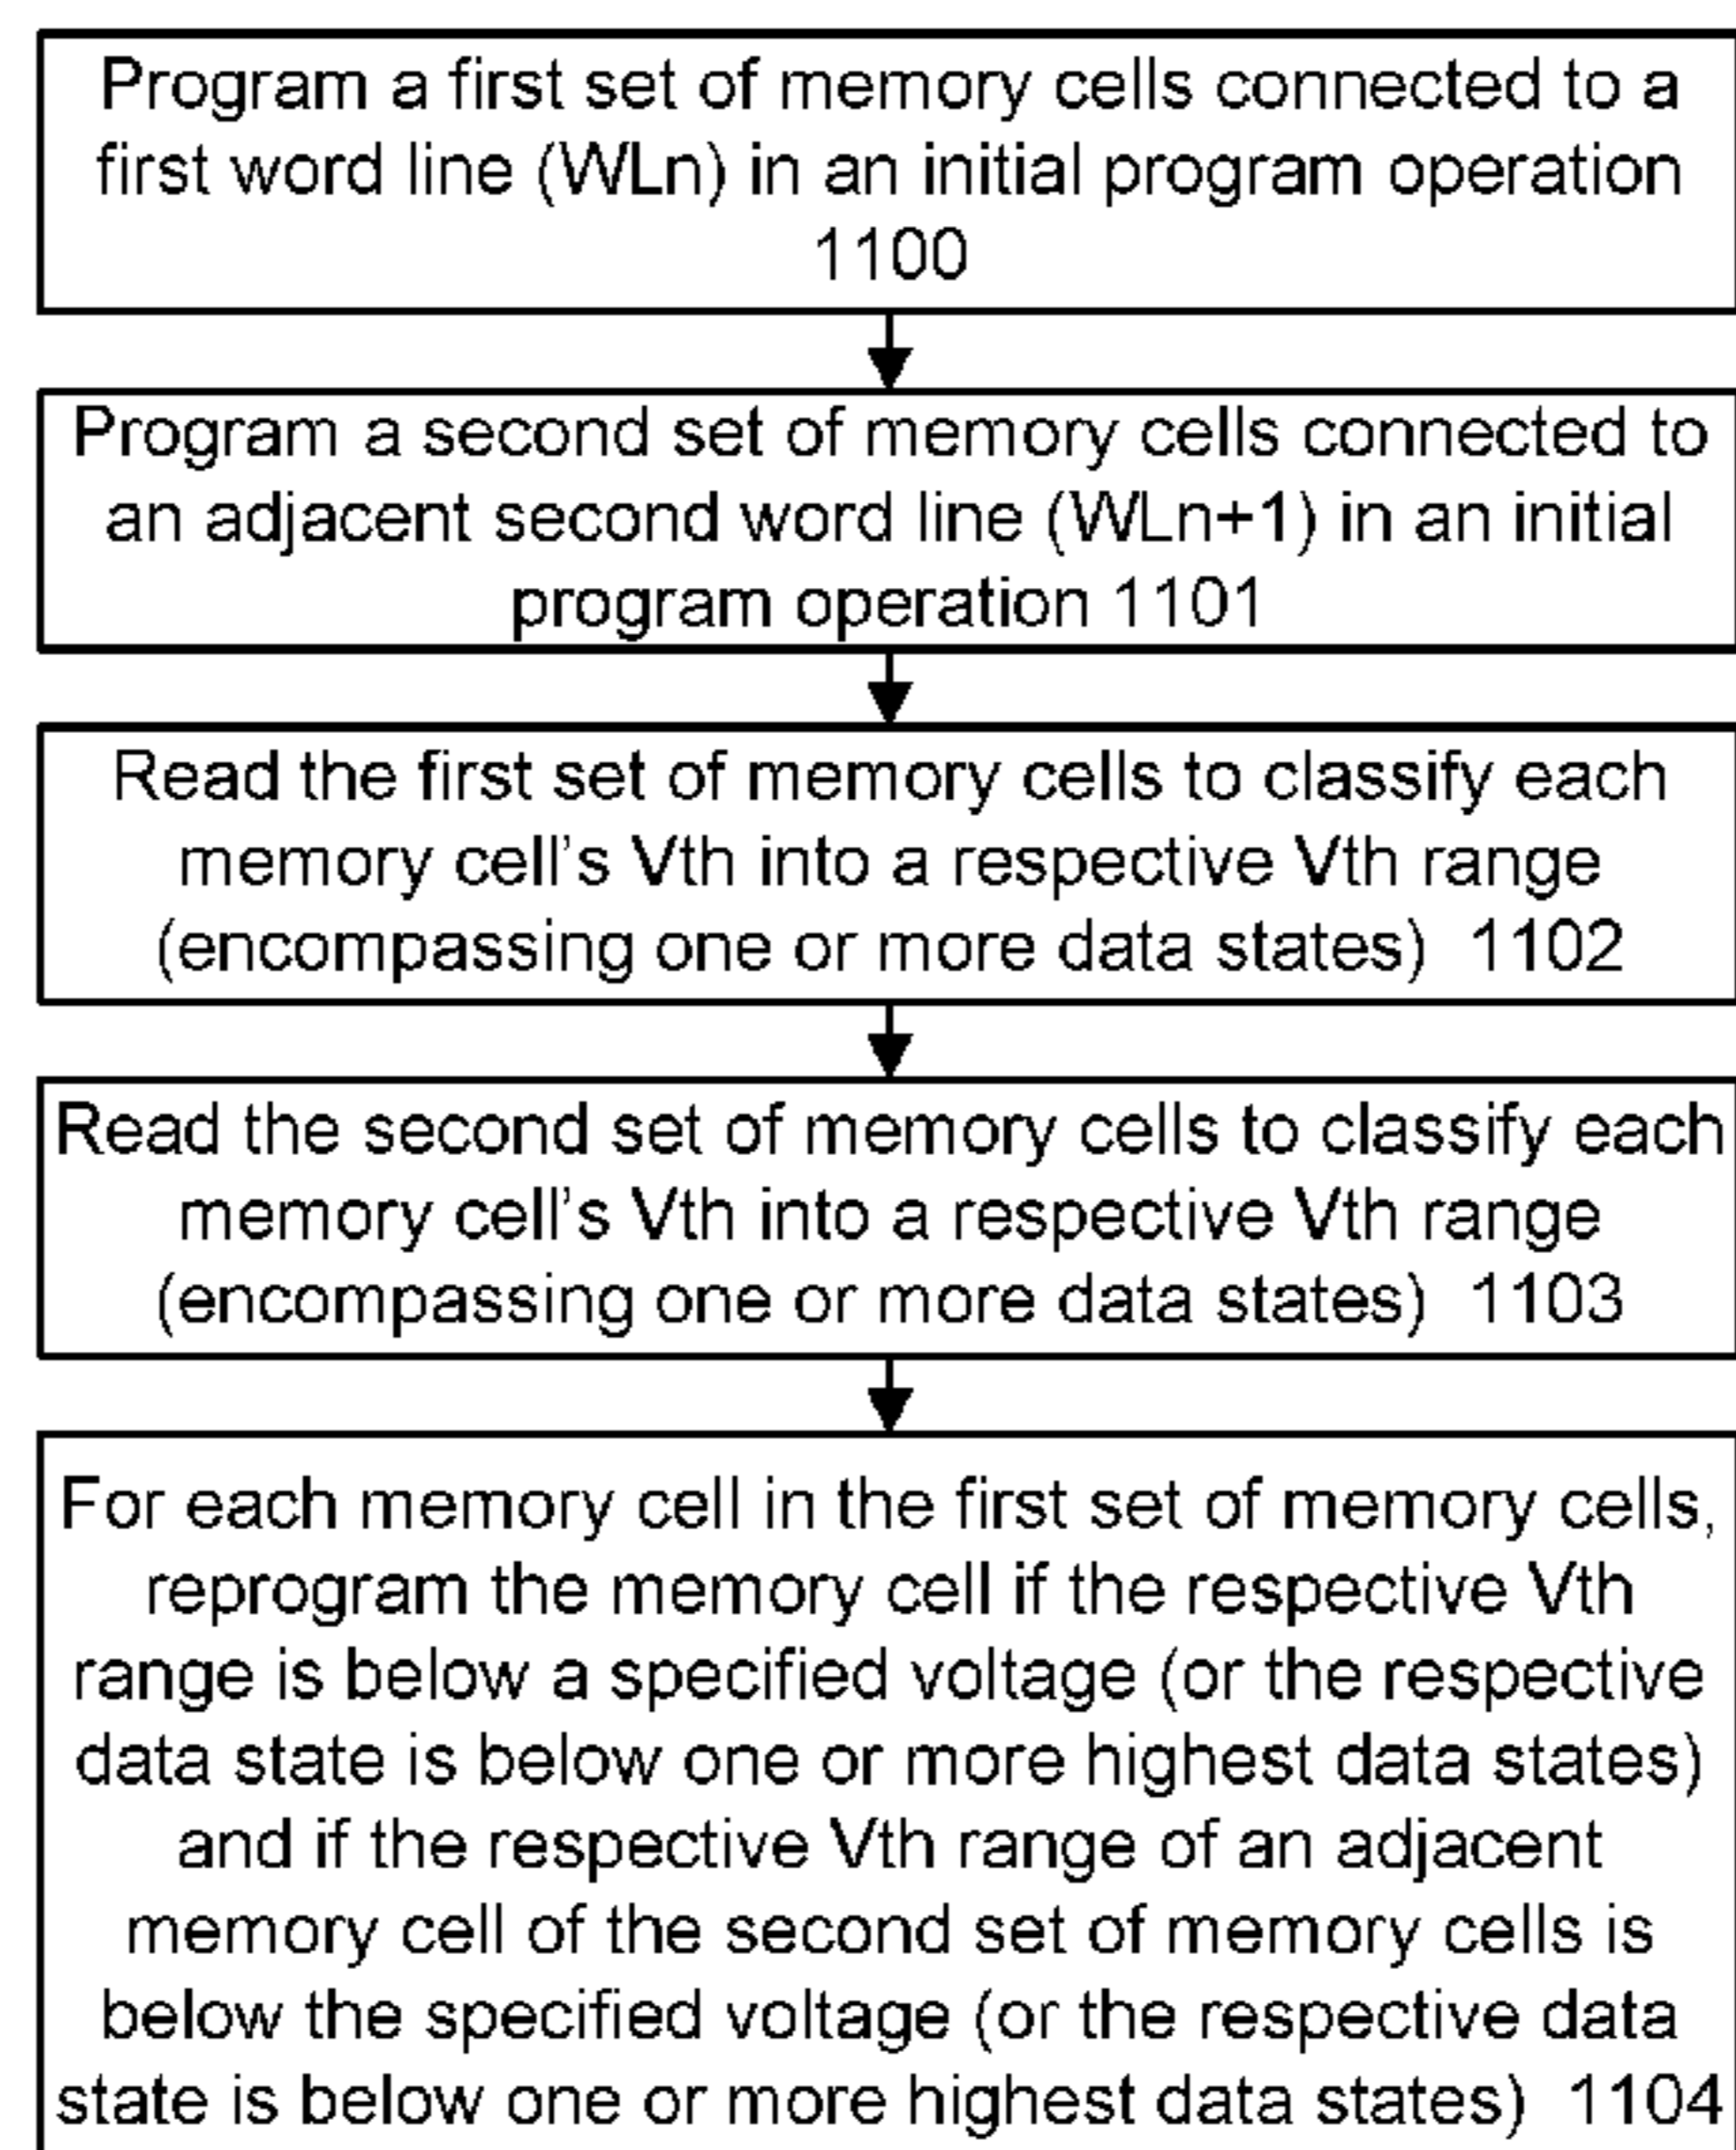 Program a first set of memory cells connected to a
first word line (WLn) in an initial program operation
1100
Program a second set of memory cells connected to
an adjacent second word line (WLn+1) in an initial
program operation 1101
Read the first set of memory cells to classify each
memory cell's Vth into a respective Vth range
(encompassing one or more data states) 1102
Read the second set of memory cells to classify each
memory cell's Vth into a respective Vth range
(encompassing one or more data states) 1103
For each memory cell in the first set of memory cells,
reprogram the memory cell if the respective Vth
range is below a specified voltage (or the respective
data state is below one or more highest data states)
and if the respective Vth range of an adjacent
memory cell of the second set of memory cells is
below the specified voltage (or the respective data
state is below one or more highest data states) 1104